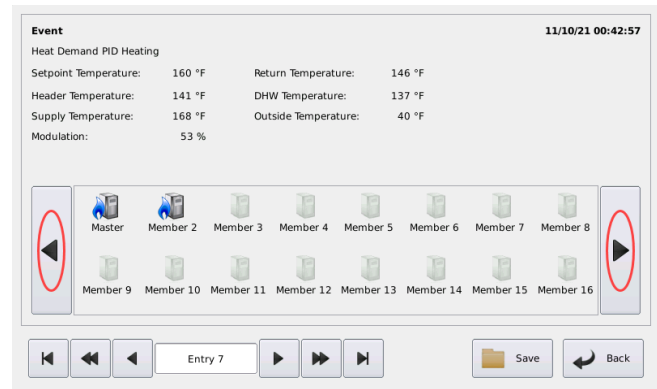 Event 11/10/21 00:42:57
Heat Demand PID Heating
Setpoint Temperature: 160 °F Return Temperature: 146 °F
Header Temperature: 141 °F DHW Temperature: 137 °F
Supply Temperature: 168 °F Outside Temperature: 40 °F
Modulation: 53 %
Master Member 2 Member 3 Member 4 Member 5 Member 6 Member 7 Member 8
Member 9 Member 10 Member 11 Member 12 Member 13 Member 14 Member 15 Member 16
Entry 7 Save Back